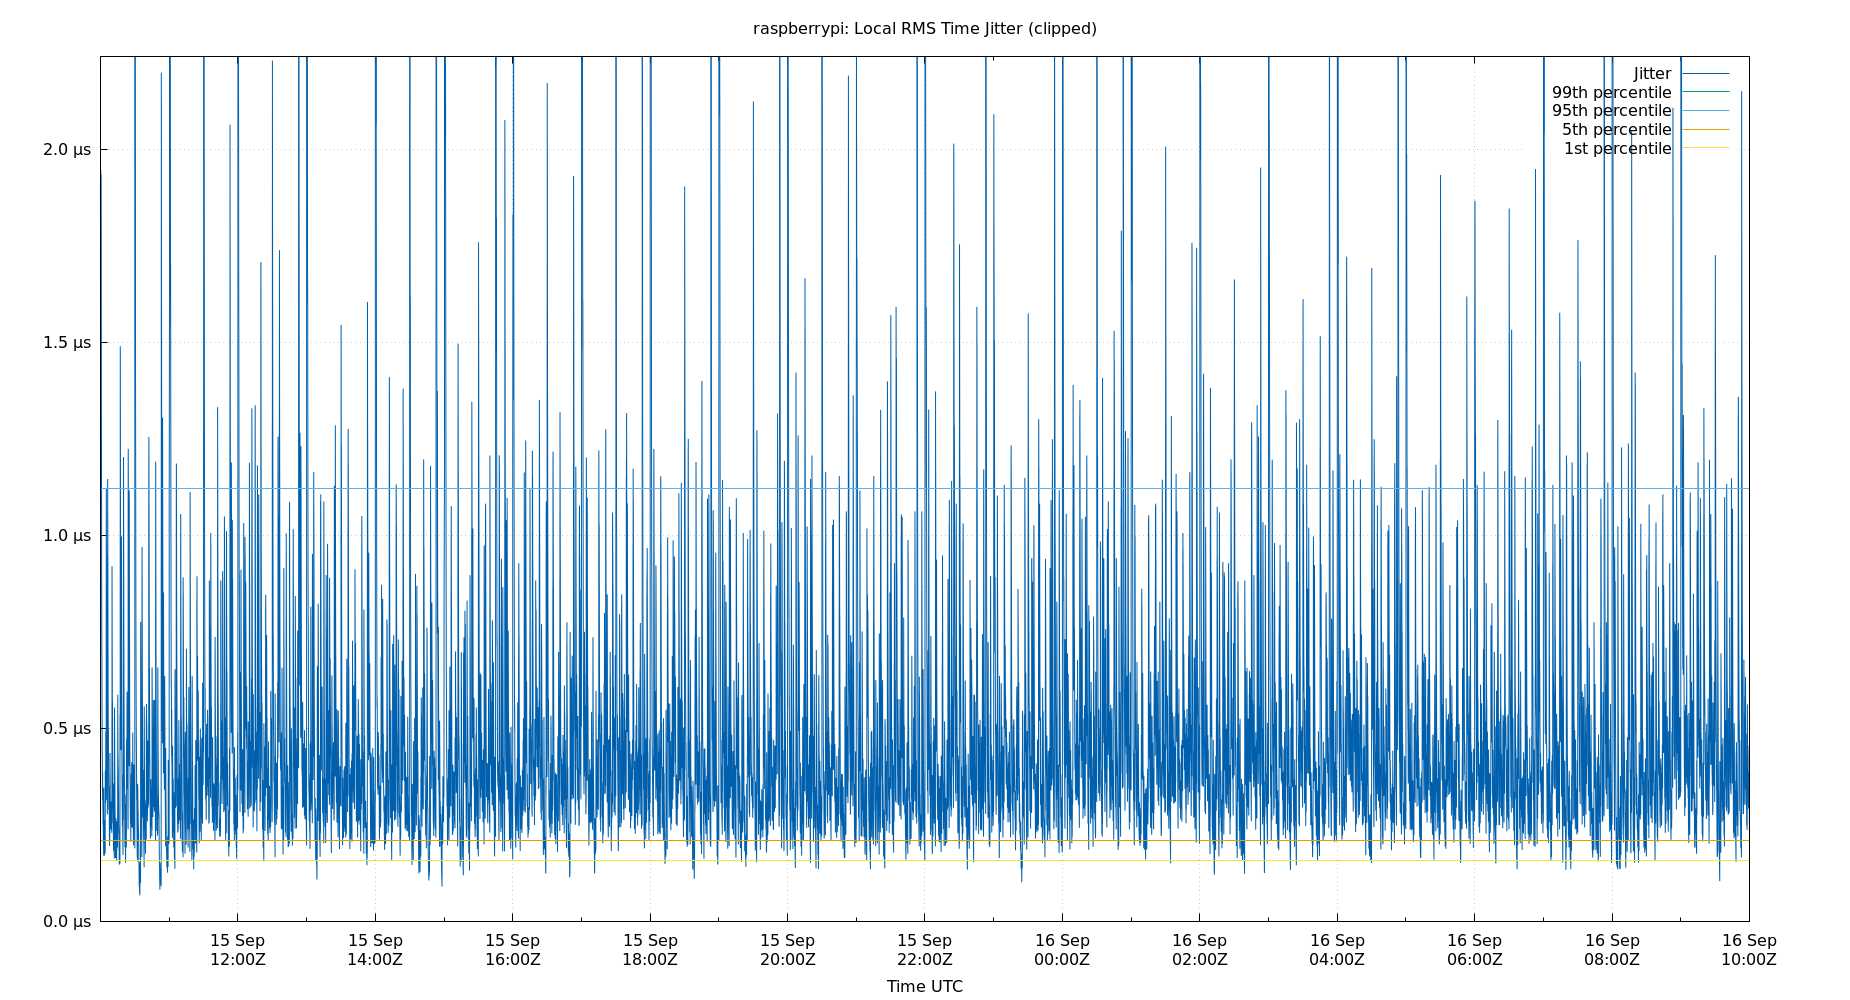 raspberrypi: Local RMS Time Jitter (clipped)
Jitter
99th percentile
95th percentile
5th percentile
1st percentile
2.0 µs
1.5 µs
1.0 µs
0.5 µs
0.0 µs
15 Sep 15 Sep 15 Sep 15 Sep 15 Sep 15 Sep 16 Sep 16 Sep 16 Sep 16 Sep 16 Sep 16 Sep
12:00Z 14:00Z 16:00Z 18:00Z 20:00Z 22:00Z 00:00Z 02:00Z 04:00Z 06:00Z 08:00Z 10:00Z
Time UTC